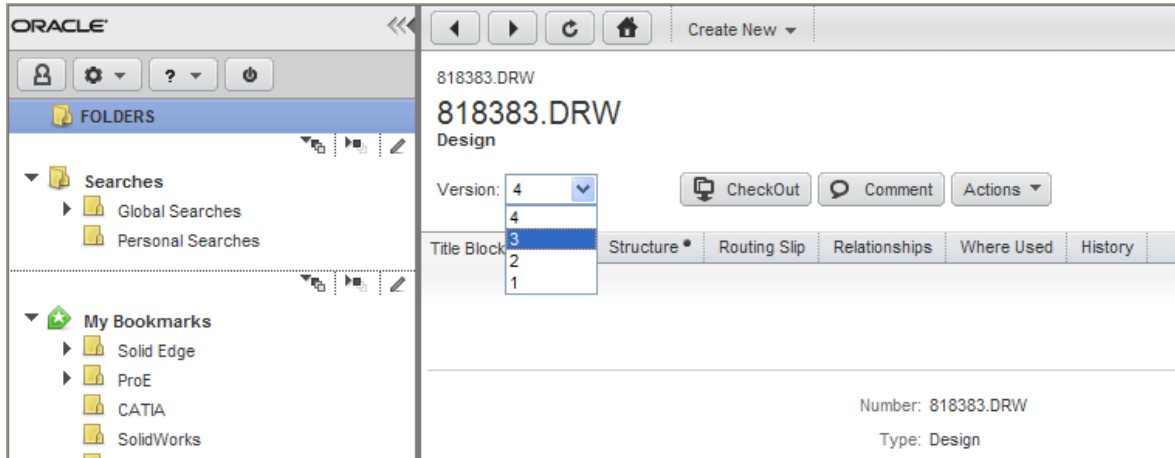 ORACLE
?
FOLDERS
Searches
Global Searches
Personal Searches
My Bookmarks
Solid Edge
ProE
CATIA
SolidWorks
Create New
818383.DRW
818383.DRW
Design
Version: 4
CheckOut
Comment
Actions
4
3
2
1
Title Block
Structure
Routing Slip
Relationships
Where Used
History
Number: 818383.DRW
Type: Design